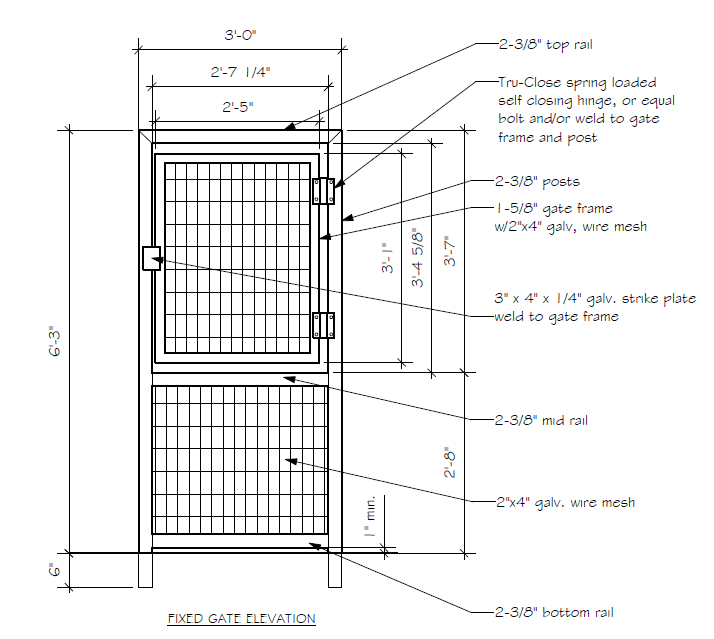 3'-0"
2'-7 1/4"
2'-5"
2-3/8" top rail
Tru-Close spring loaded
self closing hinge, or equal
bolt and/or weld to gate
frame and post
2-3/8" posts
1-5/8" gate frame
w/2"x4" galv, wire mesh
3'-1"
3'-4 5/8"
3'-7"
3" x 4" x 1/4" galv. strike plate
weld to gate frame
6'-3"
2-3/8" mid rail
2'-8"
2"x4" galv. wire mesh
1" min.
6"
2-3/8" bottom rail
FIXED GATE ELEVATION